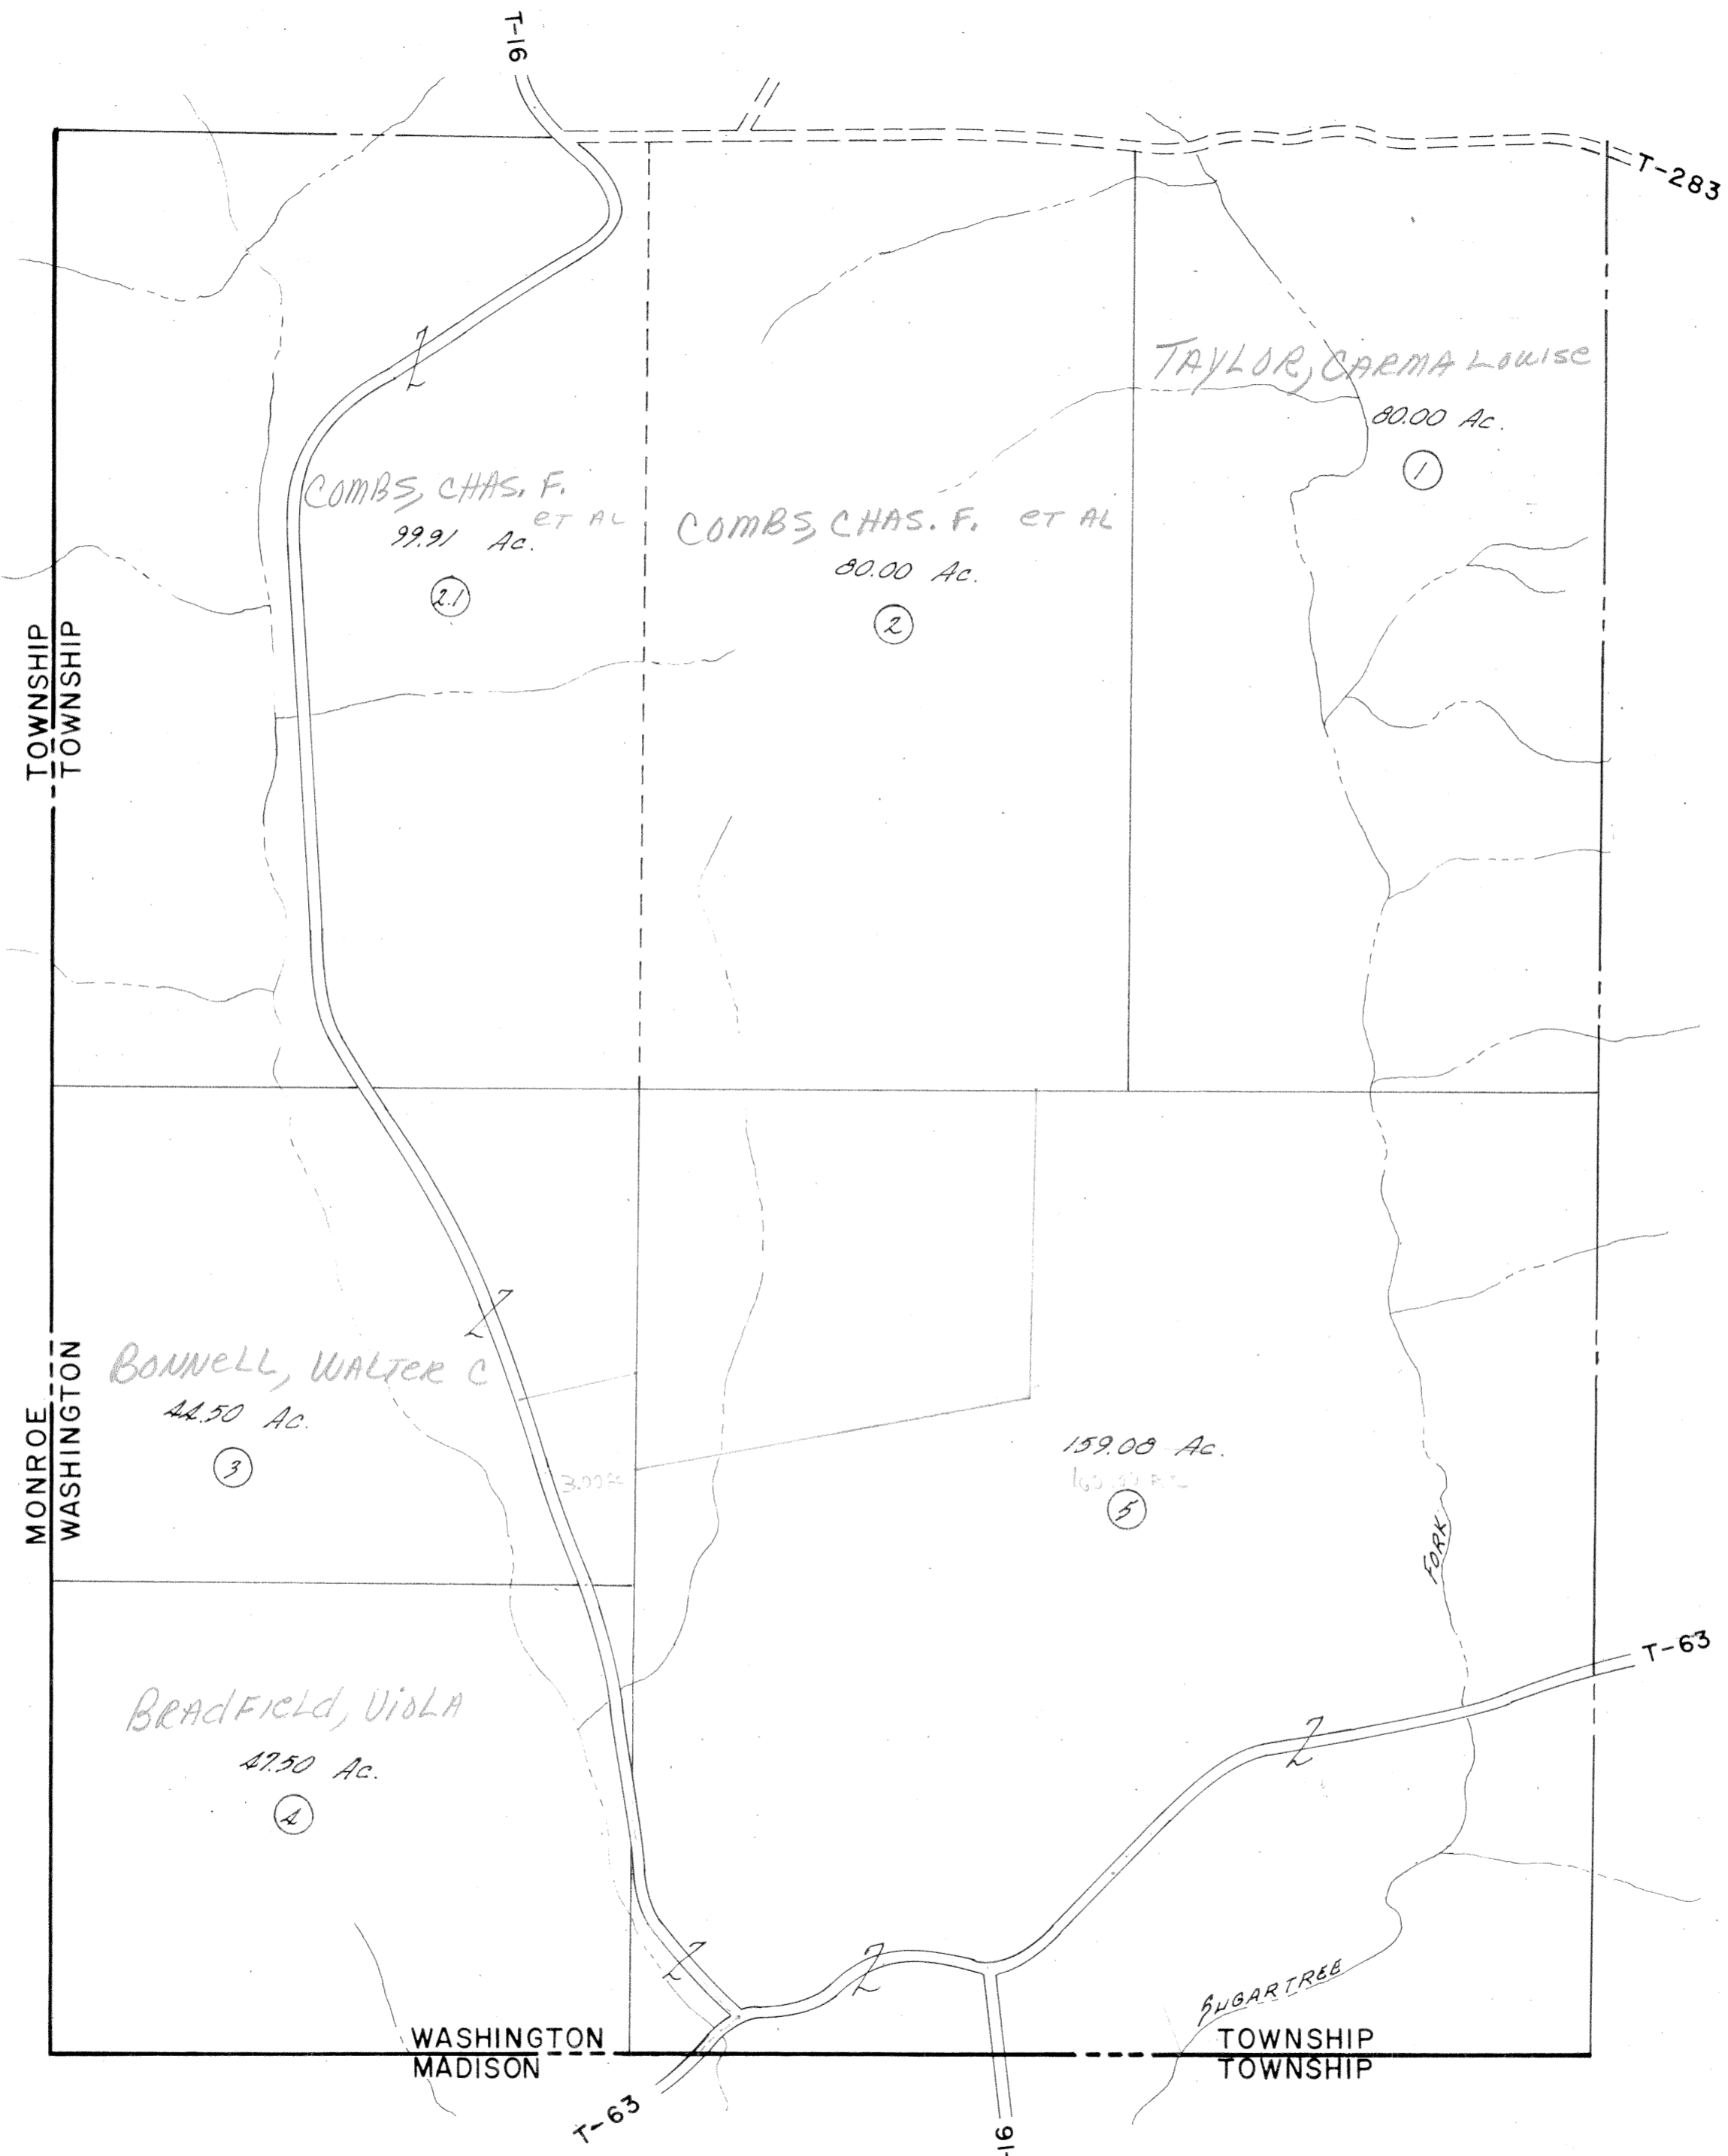 T-16
T-283
TAYLOR, CARMA LOUISE
80.00 Ac.
1
COMBS, CHAS. F.
ET AL
99.91 Ac.
2.1
COMBS, CHAS. F. ET AL
80.00 Ac.
2
TOWNSHIP
TOWNSHIP
MONROE
WASHINGTON
BONNELL, WALTER C
44.50 Ac.
3
3.00
159.08 Ac.
5
FORK
T-63
BRADFIELD, VIOLA
47.50 Ac.
4
SUGARTREE
WASHINGTON
MADISON
TOWNSHIP
TOWNSHIP
T-63
16